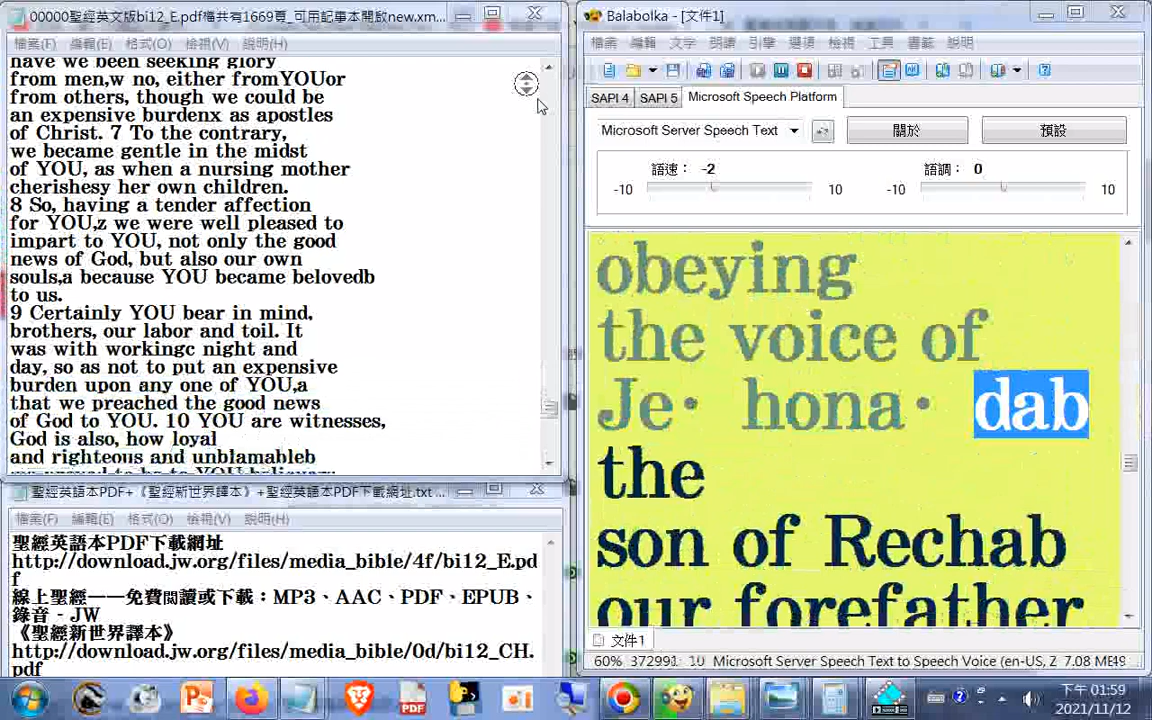 00000聖經英文版bi12_E.pdf檔共有1669頁_可用記事本開啟new.xm...
檔案(F) 編輯(E) 格式(O) 檢視(V) 說明(H)
have we been seeking glory
from men,w no, either fromYOUor
from others, though we could be
an expensive burdenx as apostles
of Christ. 7 To the contrary,
we became gentle in the midst
of YOU, as when a nursing mother
cherishesy her own children.
8 So, having a tender affection
for YOU,z we were well pleased to
impart to YOU, not only the good
news of God, but also our own
souls,a because YOU became belovedb
to us.
9 Certainly YOU bear in mind,
brothers, our labor and toil. It
was with workingc night and
day, so as not to put an expensive
burden upon any one of YOU,a
that we preached the good news
of God to YOU. 10 YOU are witnesses,
God is also, how loyal
and righteous and unblamableb
聖經英語本PDF+《聖經新世界譯本》+聖經英語本PDF下載網址.txt ...
檔案(F) 編輯(E) 格式(O) 檢視(V) 說明(H)
聖經英語本PDF下載網址
http://download.jw.org/files/media_bible/4f/bi12_E.pd
f
線上聖經——免費閱讀或下載：MP3、AAC、PDF、EPUB、
錄音 - JW
《聖經新世界譯本》
http://download.jw.org/files/media_bible/0d/bi12_CH.
pdf
Balabolka - [文件1]
檔案 編輯 文字 朗讀 引擎 選項 檢視 工具 書籤 說明
SAPI 4 SAPI 5 Microsoft Speech Platform
Microsoft Server Speech Text 關於 預設
語速： -2 語調： 0
-10 10 -10 10
obeying
the voice of
Je· hona· dab
the
son of Rechab
our forefather
文件1
60% 372991: 10 Microsoft Server Speech Text to Speech Voice (en-US, Z 7.08 ME
下午 01:59
2021/11/12